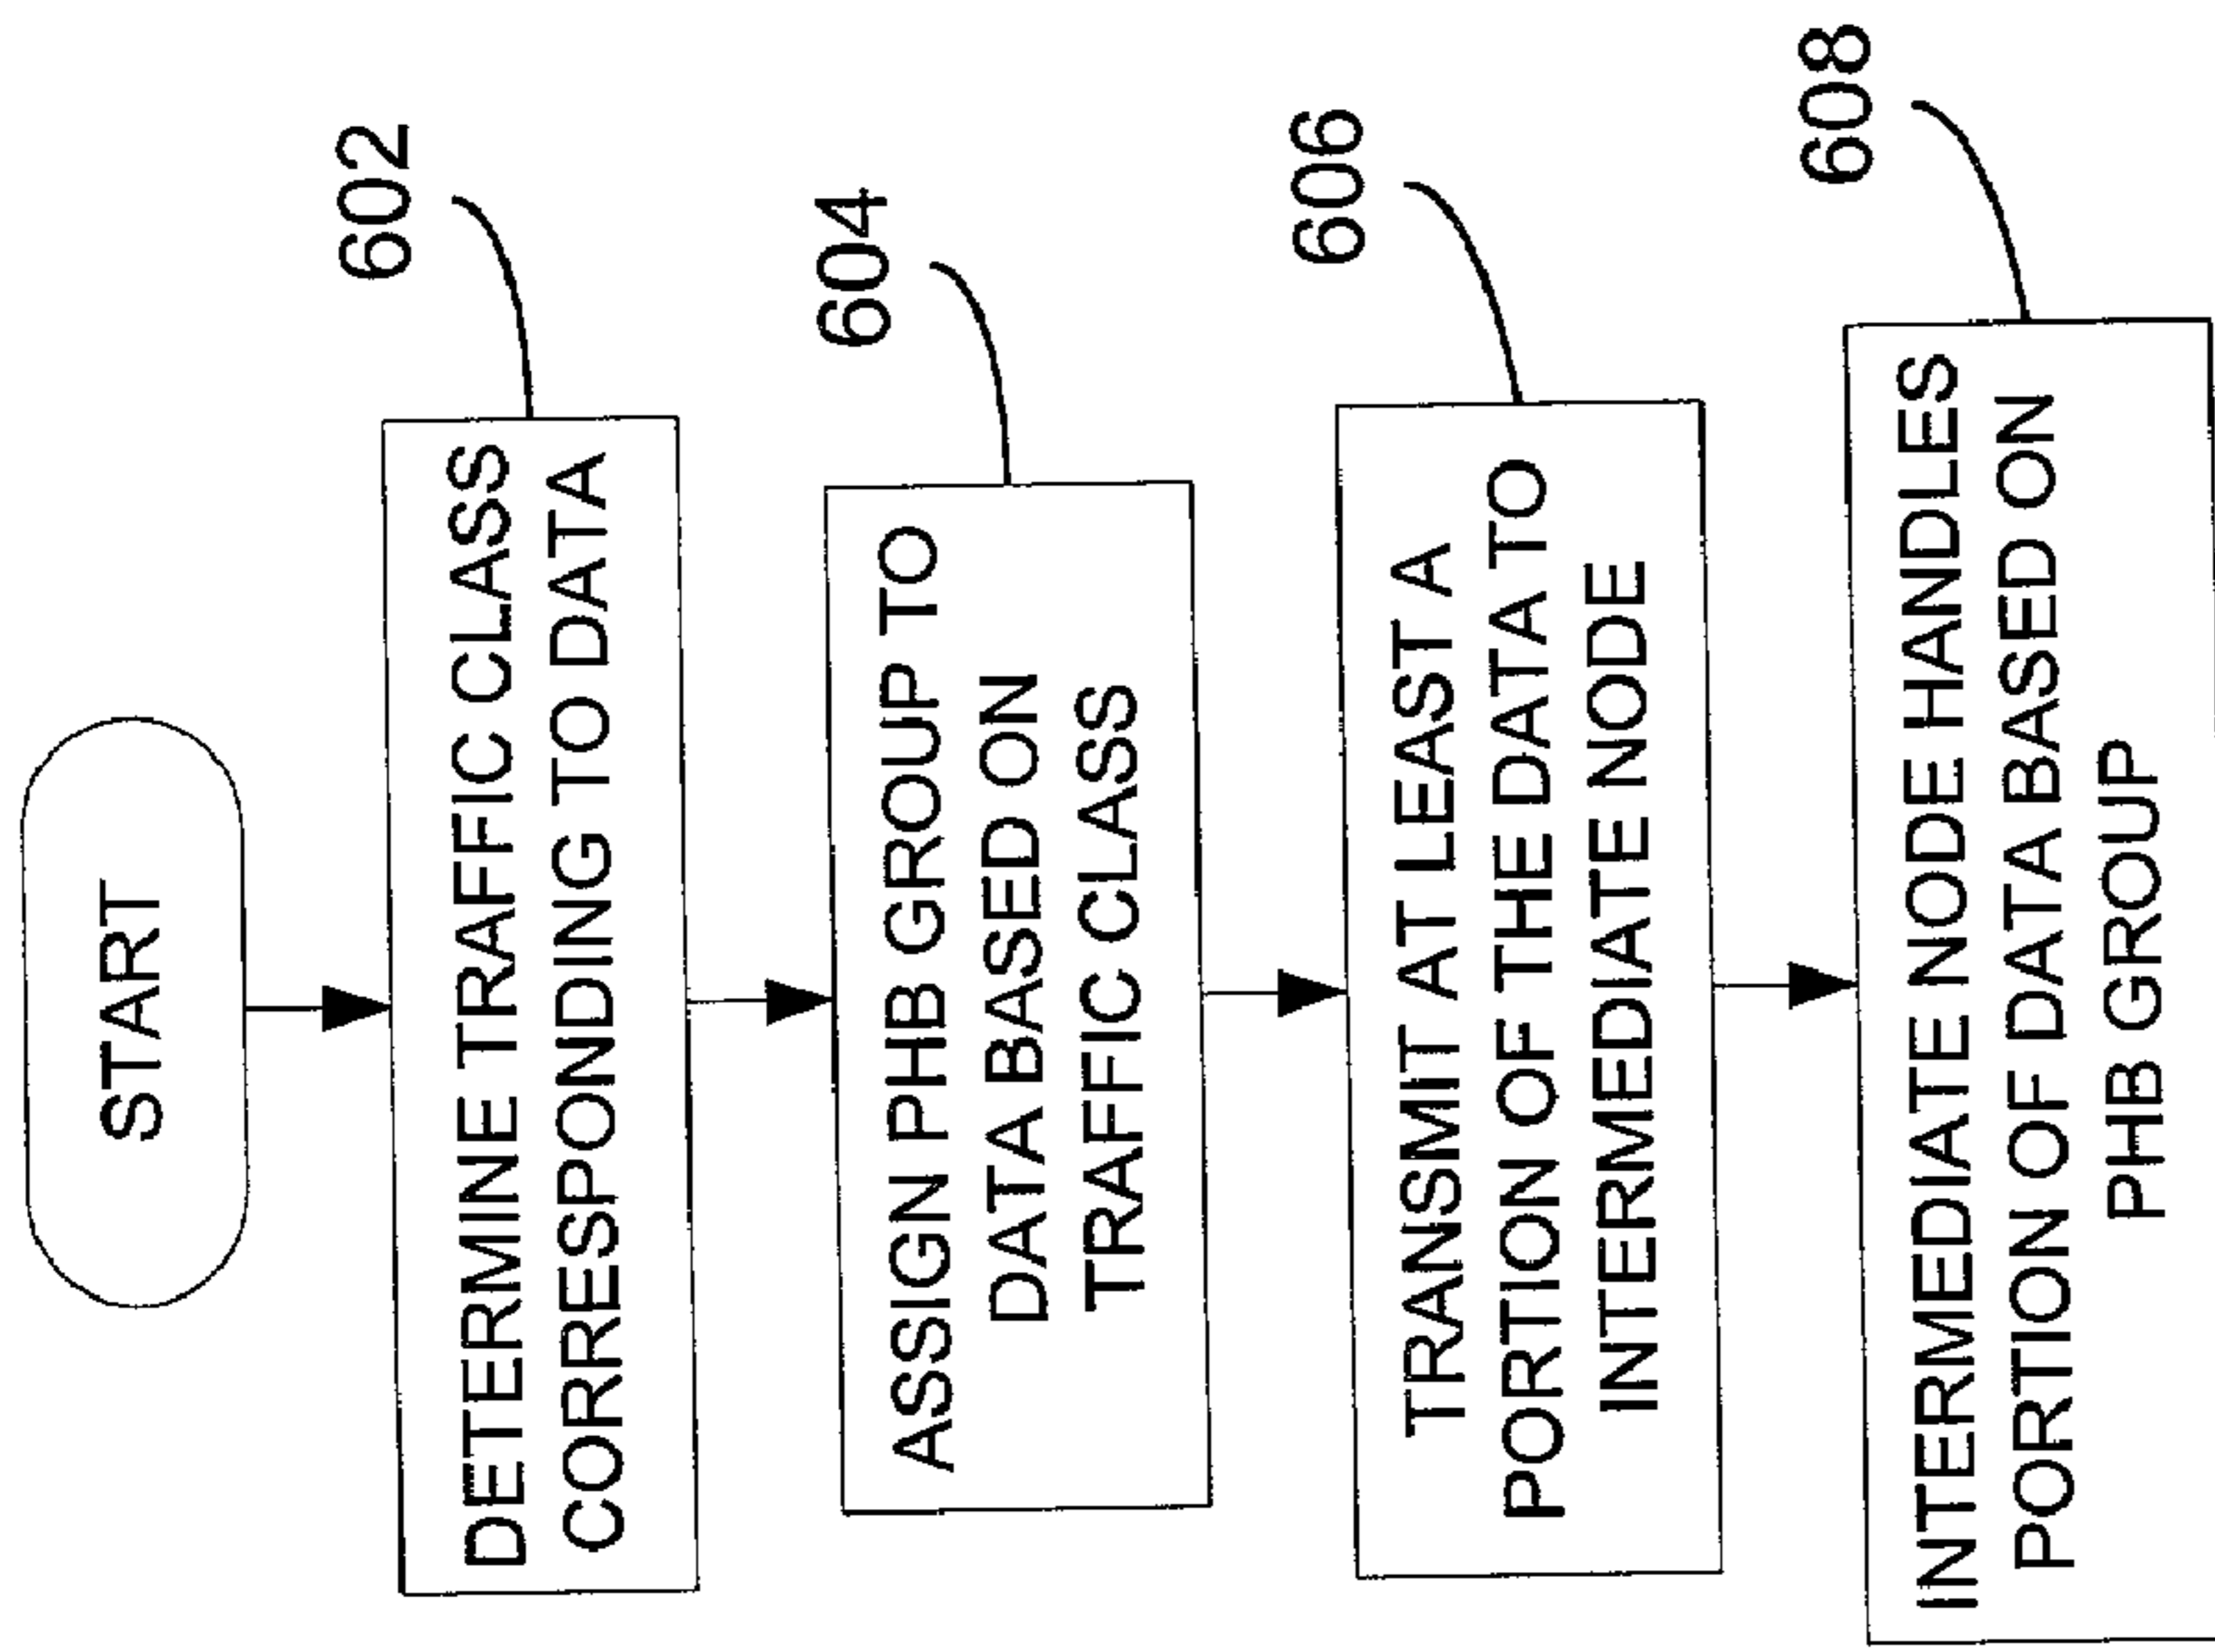 START
602
DETERMINE TRAFFIC CLASS
CORRESPONDING TO DATA
604
ASSIGN PHB GROUP TO
DATA BASED ON
TRAFFIC CLASS
606
TRANSMIT AT LEAST A
PORTION OF THE DATA TO
INTERMEDIATE NODE
608
INTERMEDIATE NODE HANDLES
PORTION OF DATA BASED ON
PHB GROUP